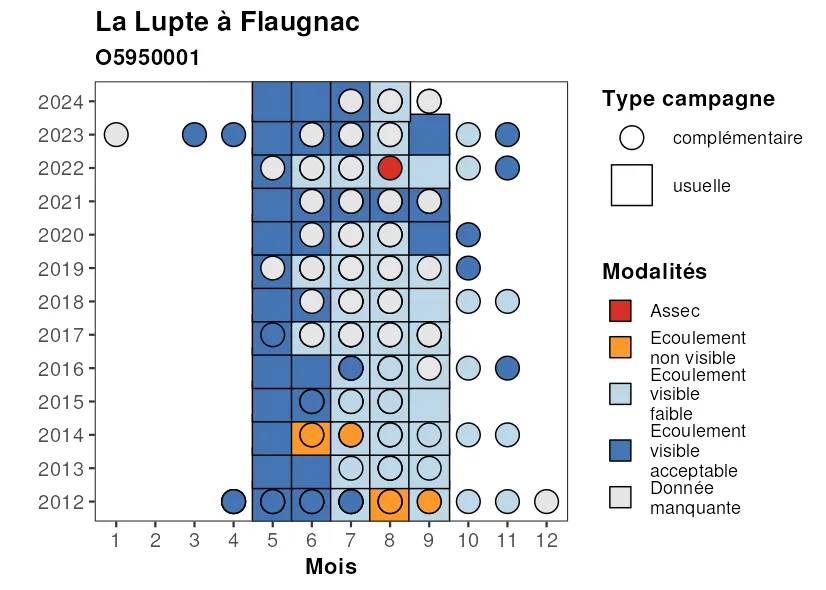 La Lupte à Flaugnac
O5950001
2024
2023
2022
2021
2020
2019
2018
2017
2016
2015
2014
2013
2012
1 2 3 4 5 6 7 8 9 10 11 12
Mois
Type campagne
complémentaire
usuelle
Modalités
Assec
Ecoulement
non visible
Ecoulement
visible
faible
Ecoulement
visible
acceptable
Donnée
manquante